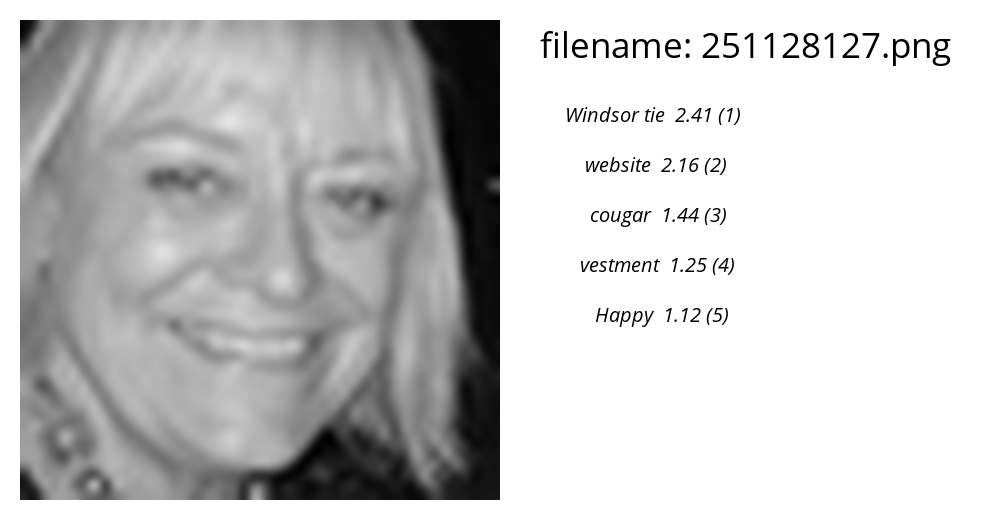 filename: 251128127.png
Windsor tie 2.41 (1)
website 2.16 (2)
cougar 1.44 (3)
vestment 1.25 (4)
Happy 1.12 (5)